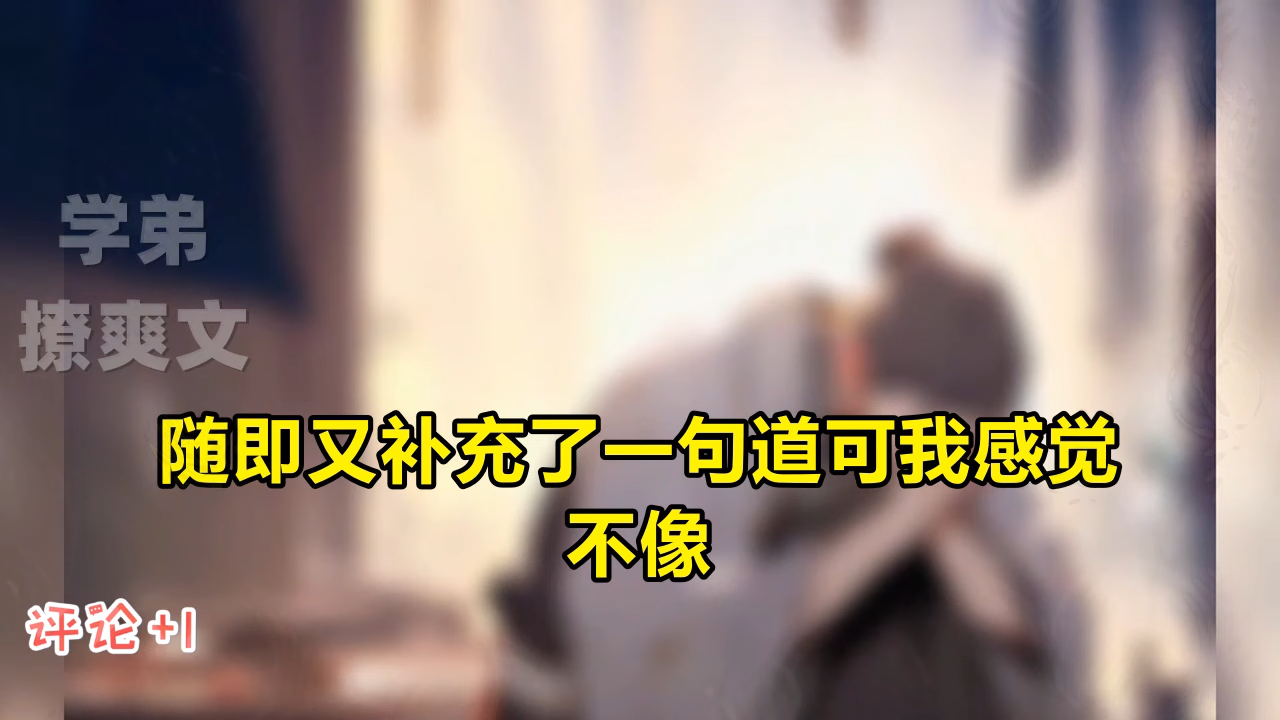 学弟
撩爽文
随即又补充了一句道可我感觉
不像
评论+1